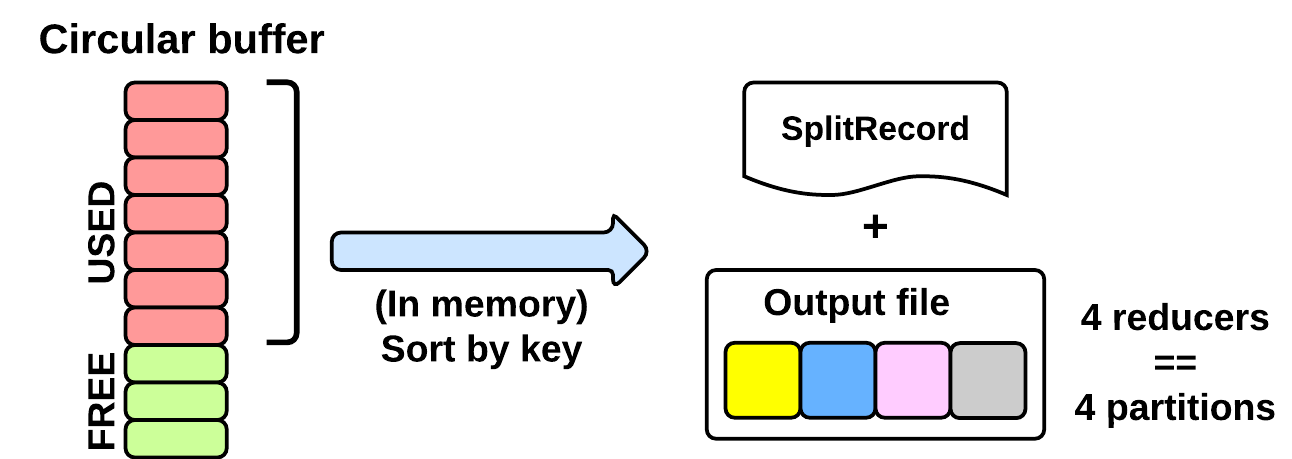 Circular buffer
USED
FREE
(In memory)
Sort by key
SplitRecord
+
Output file
4 reducers
==
4 partitions